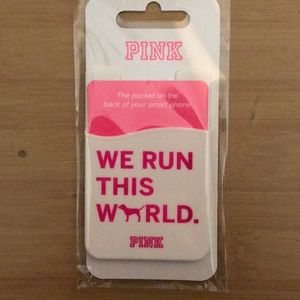 PINK
The pocket on the
back of your smart phone
WE RUN
THIS
W RLD.
PINK